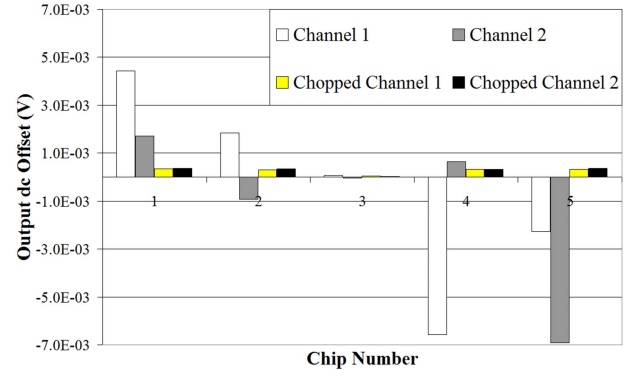 7.0E-03
Channel 1 Channel 2
5.0E-03
Chopped Channel 1 Chopped Channel 2
3.0E-03
1.0E-03
-1.0E-03
1 2 3 4 5
-3.0E-03
-5.0E-03
-7.0E-03
Output dc Offset (V)
Chip Number